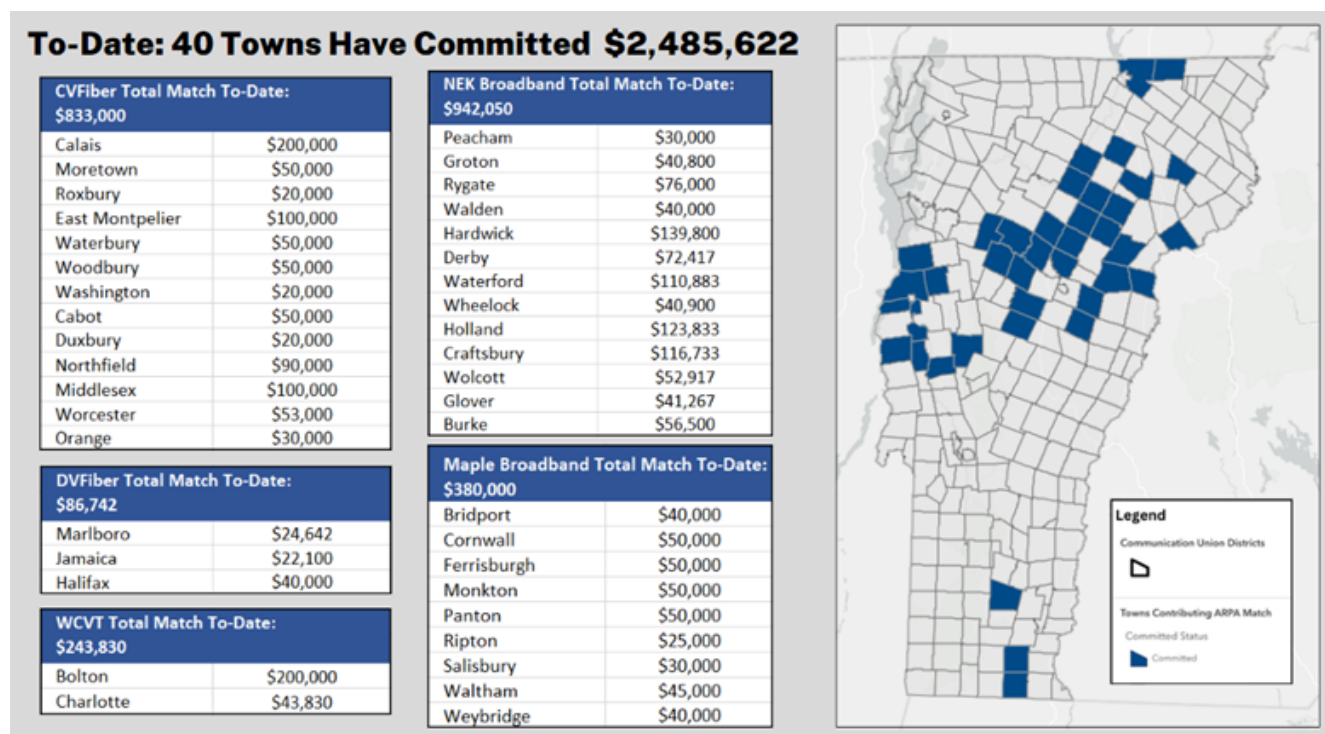 To-Date: 40 Towns Have Committed $2,485,622
CVFiber Total Match To-Date:
$833,000
Calais $200,000
Moretown $50,000
Roxbury $20,000
East Montpelier $100,000
Waterbury $50,000
Woodbury $50,000
Washington $20,000
Cabot $50,000
Duxbury $20,000
Northfield $90,000
Middlesex $100,000
Worcester $53,000
Orange $30,000
DVFiber Total Match To-Date:
$86,742
Marlboro $24,642
Jamaica $22,100
Halifax $40,000
WCVT Total Match To-Date:
$243,830
Bolton $200,000
Charlotte $43,830
NEK Broadband Total Match To-Date:
$942,050
Peacham $30,000
Groton $40,800
Rygate $76,000
Walden $40,000
Hardwick $139,800
Derby $72,417
Waterford $110,883
Wheelock $40,900
Holland $123,833
Craftsbury $116,733
Wolcott $52,917
Glover $41,267
Burke $56,500
Maple Broadband Total Match To-Date:
$380,000
Bridport $40,000
Cornwall $50,000
Ferrisburgh $50,000
Monkton $50,000
Panton $50,000
Ripton $25,000
Salisbury $30,000
Waltham $45,000
Weybridge $40,000
Legend
Communication Union Districts
Towns Contributing ARPA Match
Committed Status
Committed